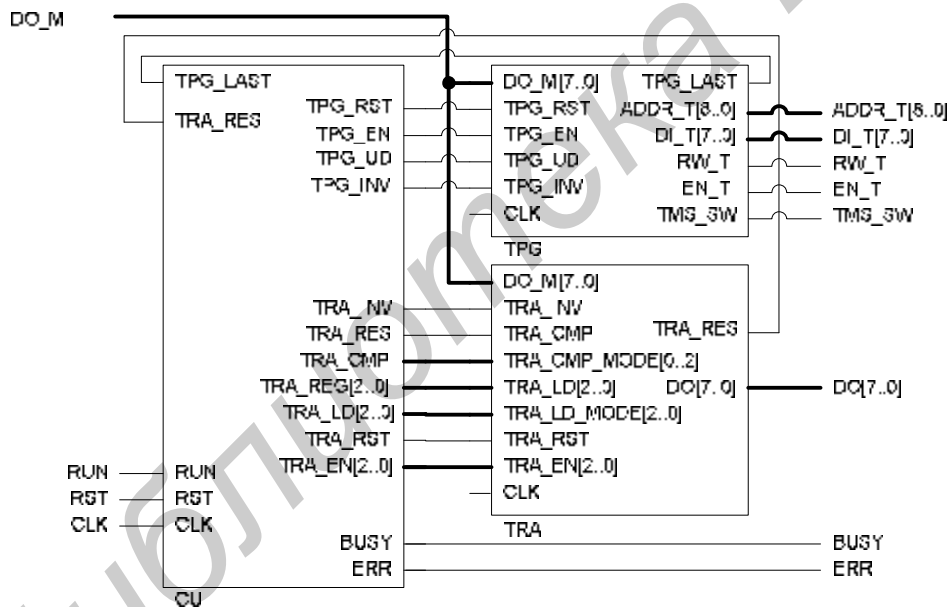 DO_M
TPG_LAST
TRA_RES
TPG_RST
TPG_EN
TPG_UD
TPG_INV
TRA_NV
TRA_RES
TRA_CMP
TRA_REG[2..0]
TRA_LD[2..0]
TRA_RST
TRA_EN[2..0]
RUN RUN
RST RST
CLK CLK
BUSY
ERR
CU
DO_M[7..0] TPG_LAST
TPG_RST ADDR_T[8..0]
TPG_EN DI_T[7..0]
TPG_UD RW_T
TPG_INV EN_T
CLK TMS_SW
TPG
ADDR_T[8..0]
DI_T[7..0]
RW_T
EN_T
TMS_SW
DO_M[7..0]
TRA_NV
TRA_CMP TRA_RES
TRA_CMP_MODE[0..2]
TRA_LD[2..0] DO[7..0]
TRA_LD_MODE[2..0]
TRA_RST
TRA_EN[2..0]
CLK
TRA
DO[7..0]
BUSY
ERR
библиотека